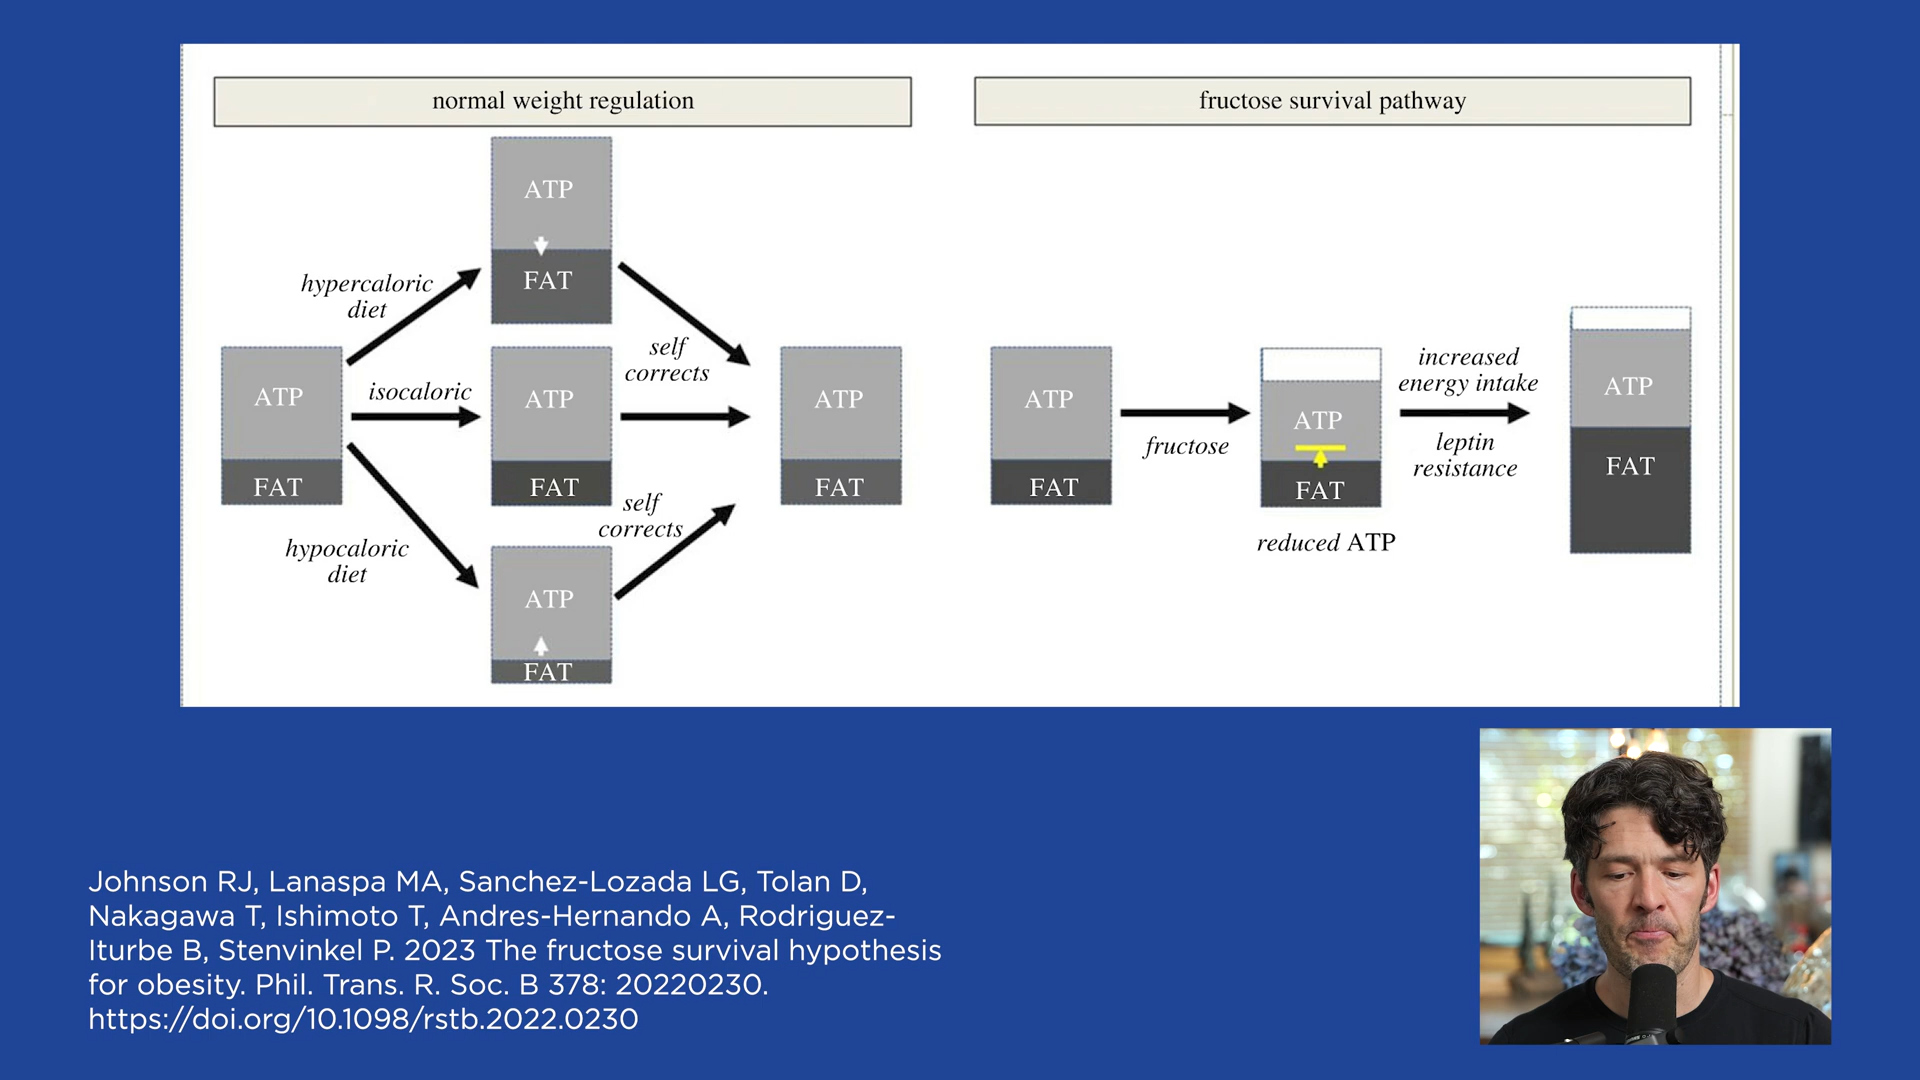 normal weight regulation
fructose survival pathway
ATP
FAT
hypercaloric
diet
isocaloric
hypocaloric
diet
ATP
FAT
ATP
FAT
ATP
FAT
self
corrects
self
corrects
ATP
FAT
ATP
FAT
fructose
ATP
FAT
reduced ATP
increased
energy intake
leptin
resistance
ATP
FAT
Johnson RJ, Lanaspa MA, Sanchez-Lozada LG, Tolan D,
Nakagawa T, Ishimoto T, Andres-Hernando A, Rodriguez-
Iturbe B, Stenvinkel P. 2023 The fructose survival hypothesis
for obesity. Phil. Trans. R. Soc. B 378: 20220230.
https://doi.org/10.1098/rstb.2022.0230